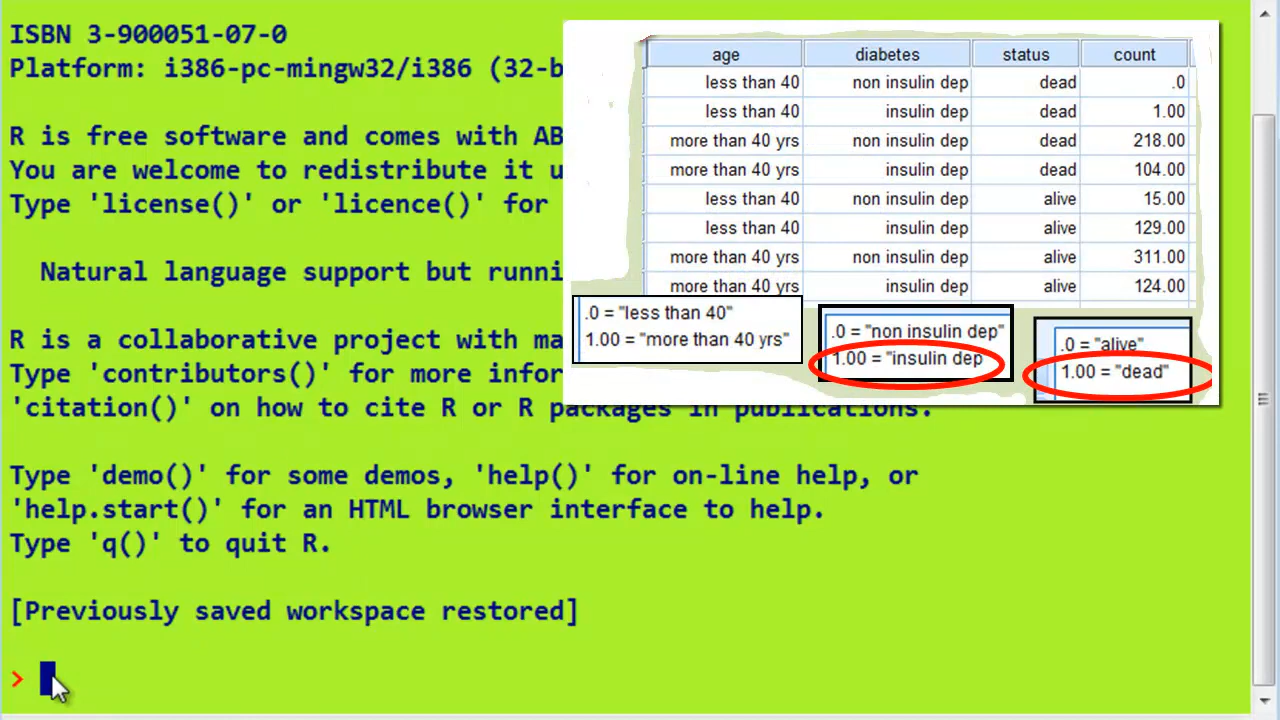 ISBN 3-900051-07-0
Platform: i386-pc-mingw32/i386 (32-b
R is free software and comes with AB
You are welcome to redistribute it u
Type 'license()' or 'licence()' for
Natural language support but runni
R is a collaborative project with ma
Type 'contributors()' for more infor
'citation()' on how to cite R or R packages in publications.
Type 'demo()' for some demos, 'help()' for on-line help, or
'help.start()' for an HTML browser interface to help.
Type 'q()' to quit R.
[Previously saved workspace restored]
>
age diabetes status count
less than 40 non insulin dep dead .0
less than 40 insulin dep dead 1.00
more than 40 yrs non insulin dep dead 218.00
more than 40 yrs insulin dep dead 104.00
less than 40 non insulin dep alive 15.00
less than 40 insulin dep alive 129.00
more than 40 yrs non insulin dep alive 311.00
more than 40 yrs insulin dep alive 124.00
.0 = "less than 40"
1.00 = "more than 40 yrs"
.0 = "non insulin dep"
1.00 = "insulin dep
.0 = "alive"
1.00 = "dead"